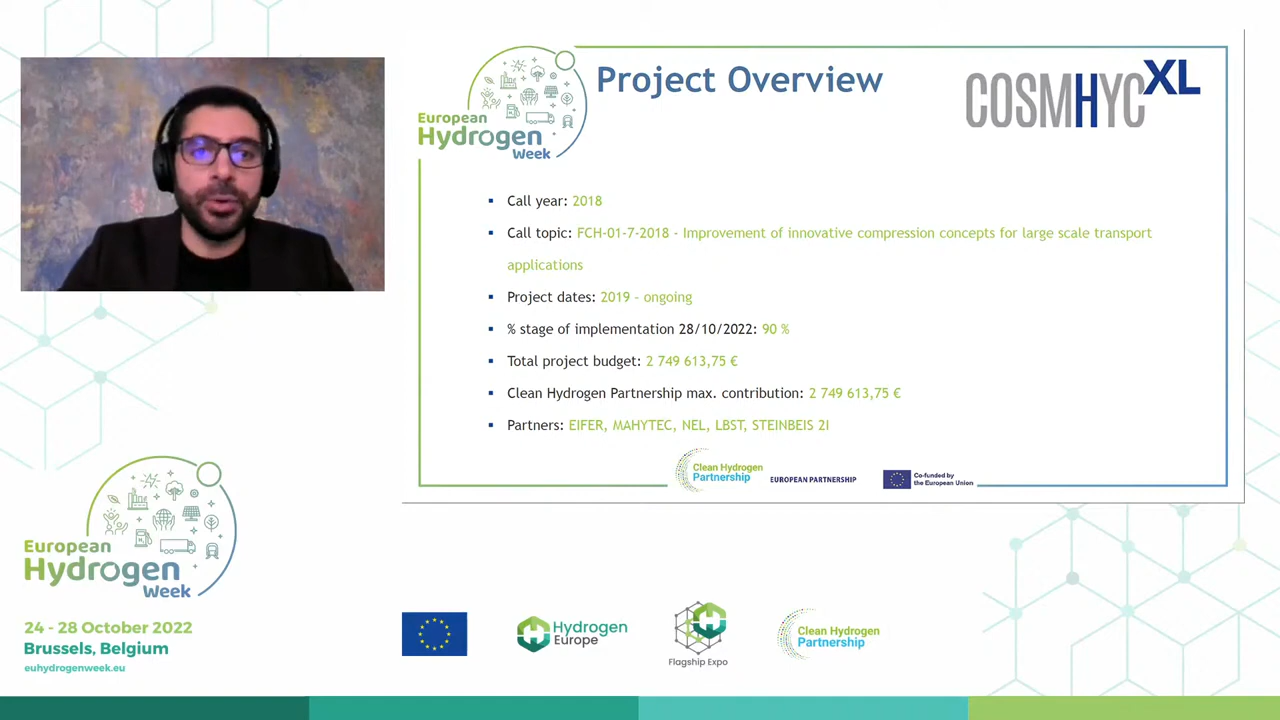 European
Hydrogen
Week
Project Overview
COSMHYC XL
Call year: 2018
Call topic: FCH-01-7-2018 - Improvement of innovative compression concepts for large scale transport
applications
Project dates: 2019 - ongoing
% stage of implementation 28/10/2022: 90 %
Total project budget: 2 749 613,75 €
Clean Hydrogen Partnership max. contribution: 2 749 613,75 €
Partners: EIFER, MAHYTEC, NEL, LBST, STEINBEIS 2I
Clean Hydrogen
Partnership
EUROPEAN PARTNERSHIP
Co-funded by
the European Union
European
Hydrogen
Week
24 - 28 October 2022
Brussels, Belgium
euhydrogenweek.eu
Hydrogen
Europe
Flagship Expo
Clean Hydrogen
Partnership